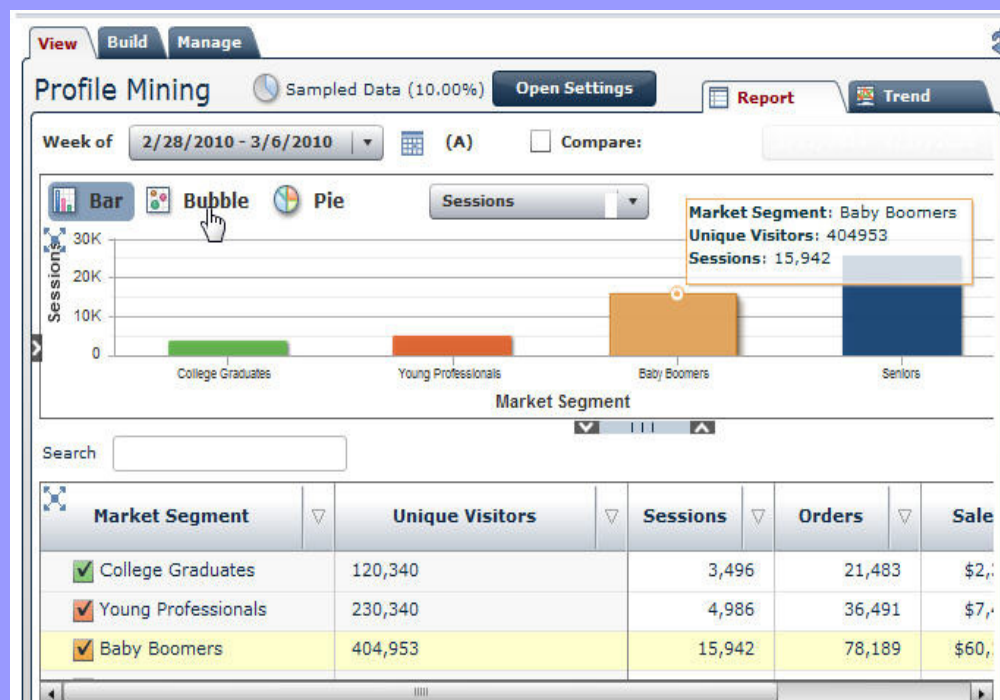 View Build Manage
Profile Mining Sampled Data (10.00%) Open Settings Report Trend
Week of 2/28/2010 - 3/6/2010 (A) Compare:
Bar Bubble Pie Sessions
Market Segment: Baby Boomers
Unique Visitors: 404953
Sessions: 15,942
Sessions
30K
20K
10K
0
College Graduates Young Professionals Baby Boomers Seniors
Market Segment
Search
Market Segment Unique Visitors Sessions Orders Sale
College Graduates 120,340 3,496 21,483 $2,
Young Professionals 230,340 4,986 36,491 $7,
Baby Boomers 404,953 15,942 78,189 $60,